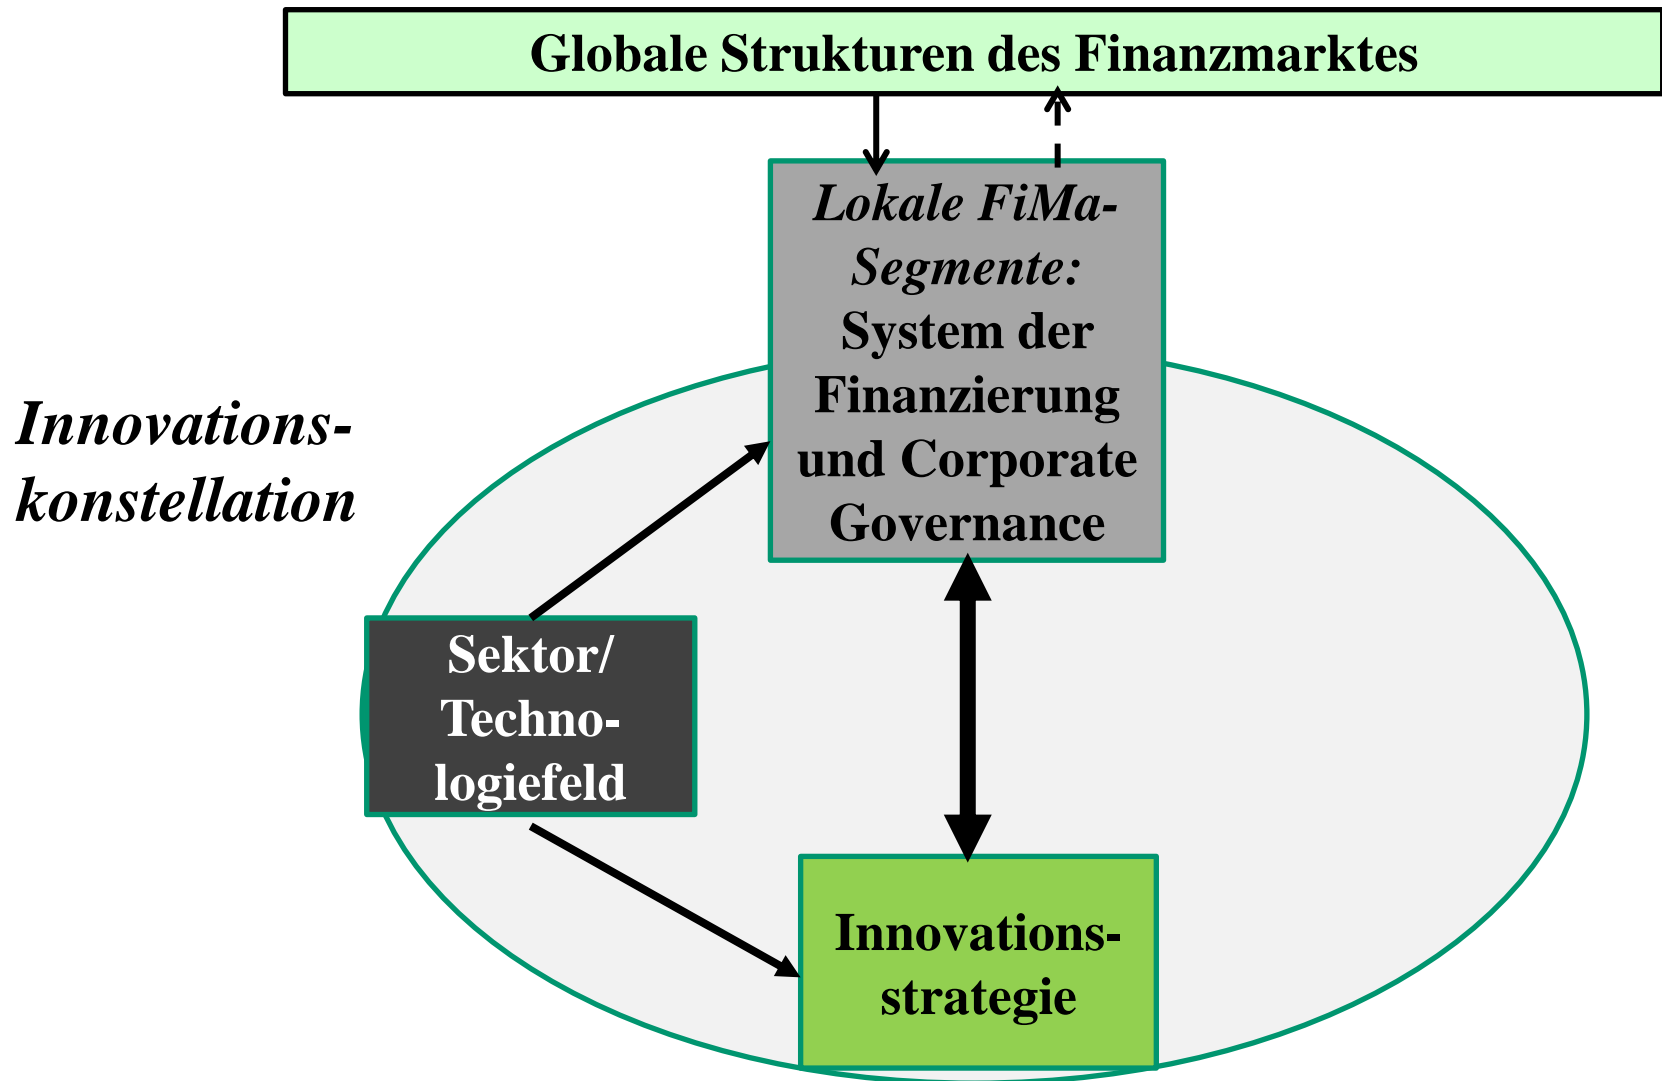 Globale Strukturen des Finanzmarktes
Lokale FiMa-
Segmente:
System der
Finanzierung
und Corporate
Governance
Innovations-
konstellation
Sektor/
Techno-
logiefeld
Innovations-
strategie